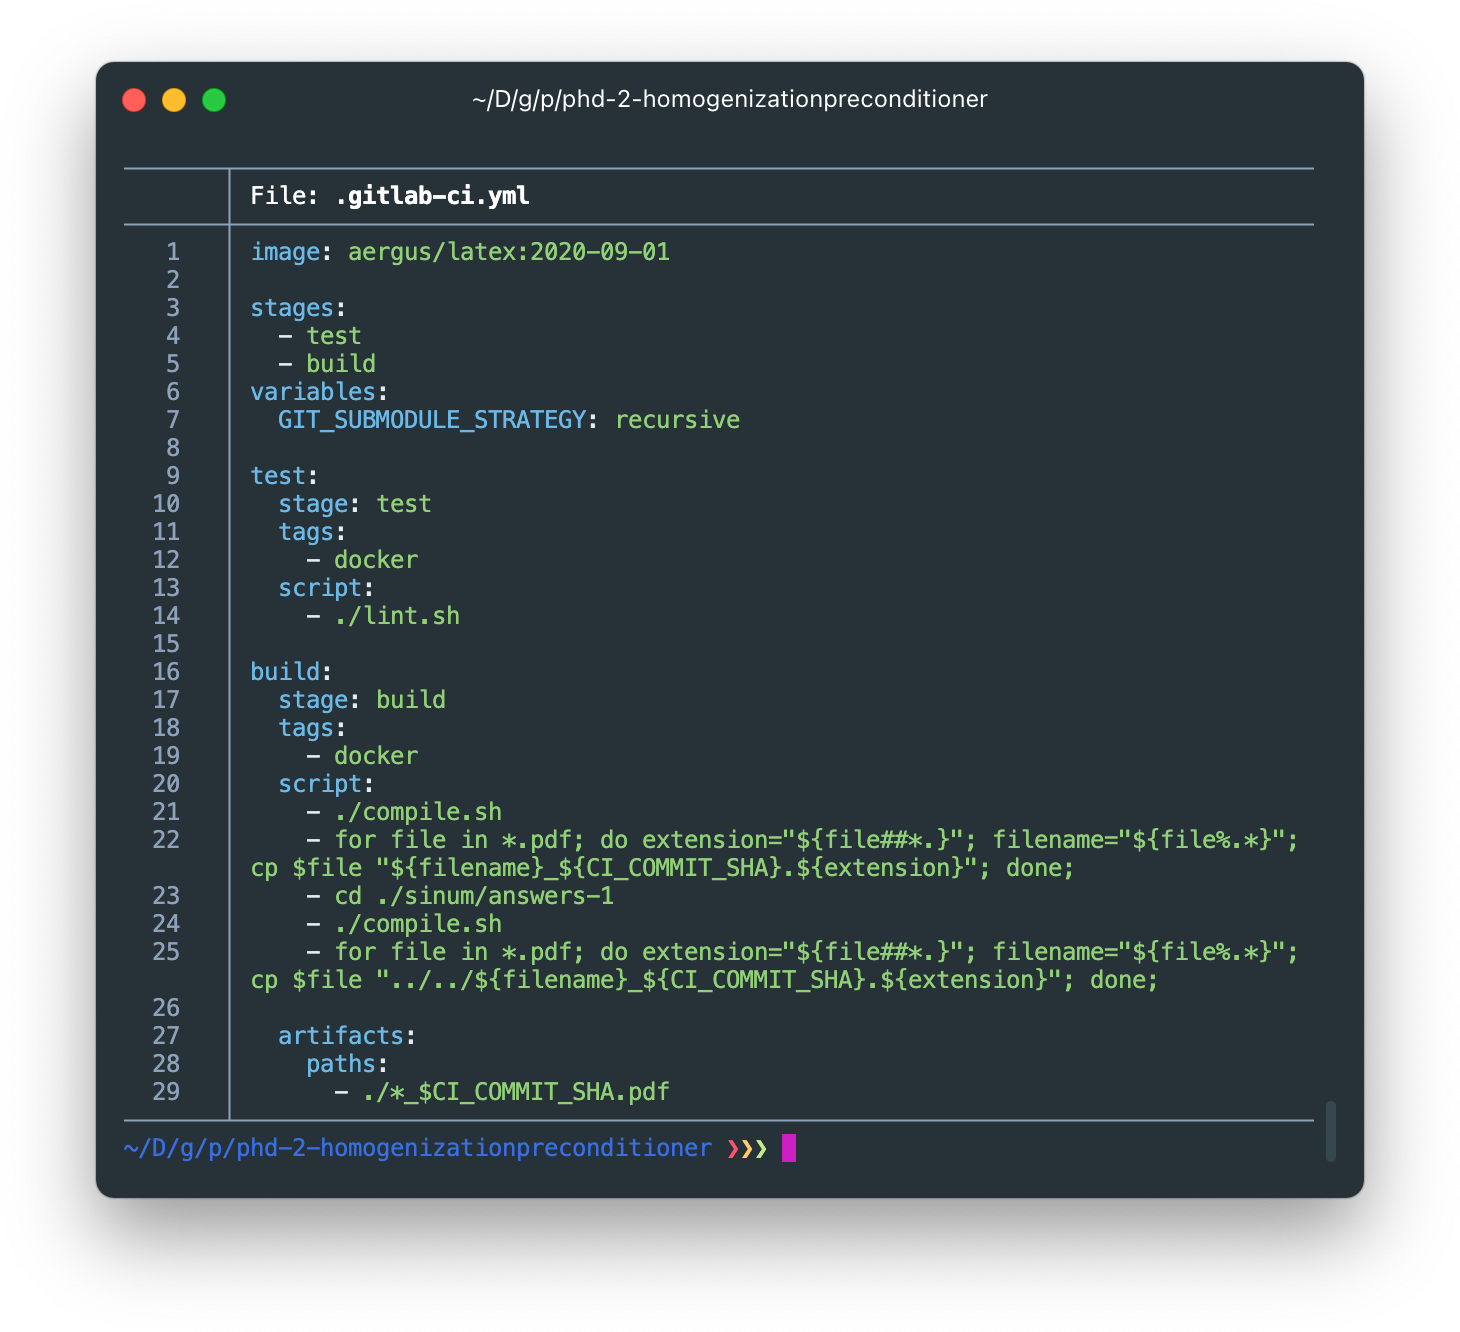 ~/D/g/p/phd-2-homogenizationpreconditioner
File: .gitlab-ci.yml
1 image: aergus/latex:2020-09-01
2
3 stages:
4   - test
5   - build
6 variables:
7   GIT_SUBMODULE_STRATEGY: recursive
8
9 test:
10   stage: test
11   tags:
12     - docker
13   script:
14     - ./lint.sh
15
16 build:
17   stage: build
18   tags:
19     - docker
20   script:
21     - ./compile.sh
22     - for file in *.pdf; do extension="${file##*.}"; filename="${file%.*}";
cp $file "${filename}_${CI_COMMIT_SHA}.${extension}"; done;
23     - cd ./sinum/answers-1
24     - ./compile.sh
25     - for file in *.pdf; do extension="${file##*.}"; filename="${file%.*}";
cp $file "../../${filename}_${CI_COMMIT_SHA}.${extension}"; done;
26
27   artifacts:
28     paths:
29       - ./*_$CI_COMMIT_SHA.pdf
~/D/g/p/phd-2-homogenizationpreconditioner ❯❯❯